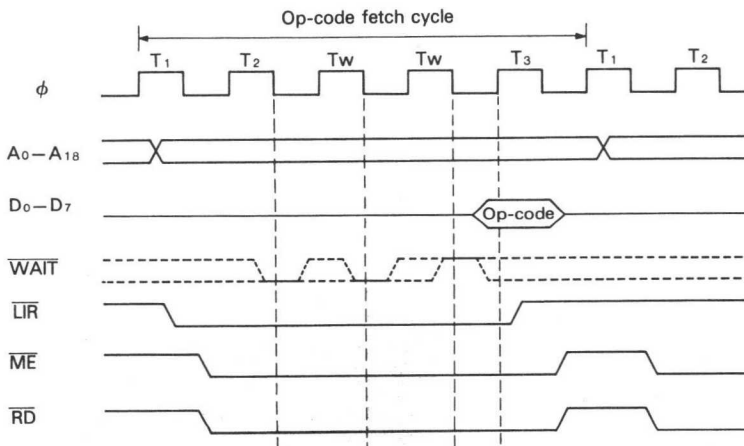 Op-code fetch cycle
T1 T2 TW TW T3 T1 T2
ϕ
A0—A18
D0—D7 Op-code
WAIT
LIR
ME
RD